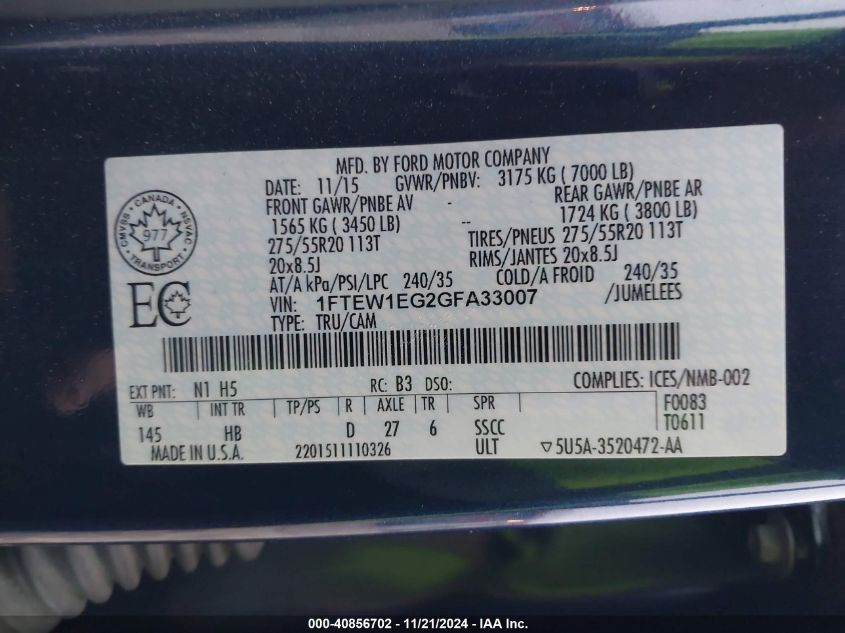 MFD. BY FORD MOTOR COMPANY
DATE: 11/15 GVWR/PNBV: 3175 KG ( 7000 LB)
FRONT GAWR/PNBE AV - REAR GAWR/PNBE AR
1565 KG ( 3450 LB) -- 1724 KG ( 3800 LB)
275/55R20 113T TIRES/PNEUS 275/55R20 113T
20x8.5J RIMS/JANTES 20x8.5J
AT/A kPa/PSI/LPC 240/35 COLD/A FROID 240/35
VIN: 1FTEW1EG2GFA33007 /JUMELEES
TYPE: TRU/CAM
CANADA
CMVSS NSVAC
977
TRANSPORT
EC
EXT PNT: N1 H5 RC: B3 DSO: COMPLIES: ICES/NMB-002
WB INT TR TP/PS R AXLE TR SPR F0083
145 HB D 27 6 SSCC T0611
MADE IN U.S.A. 2201511110326 ULT ▽5U5A-3520472-AA
000-40856702 - 11/21/2024 - IAA Inc.